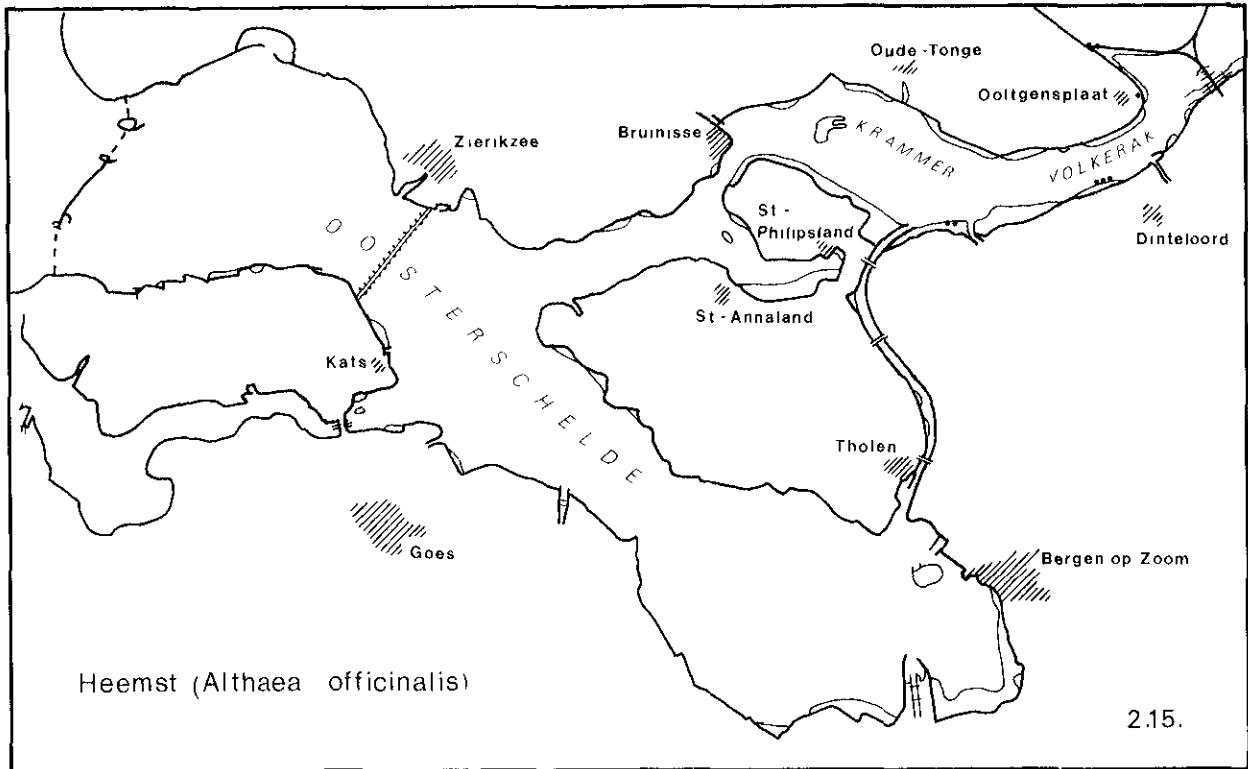 Oude-Tonge
Ooltgensplaat
Zierikzee
Bruinisse
KRAMMER
VOLKERAK
St-
Philipsland
Dinteloord
OOSTERSCHELDE
St-Annaland
Kats
Tholen
Goes
Bergen op Zoom
Heemst (Althaea officinalis)
2.15.